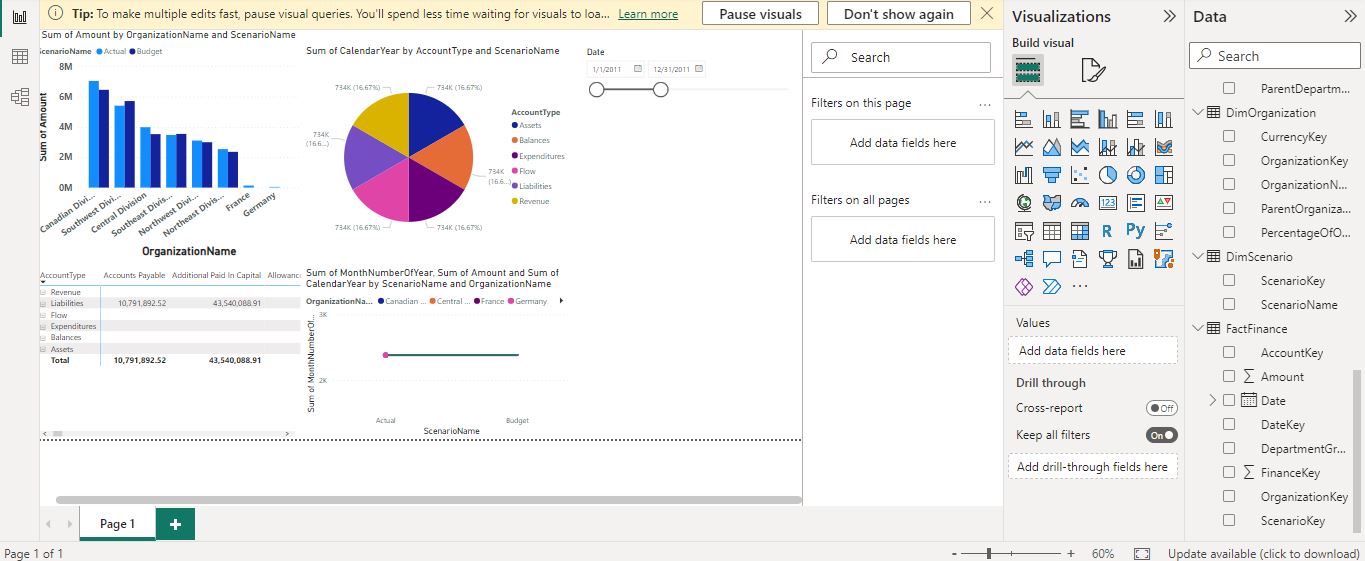 Tip: To make multiple edits fast, pause visual queries. You'll spend less time waiting for visuals to loa... Learn more Pause visuals Don't show again
Sum of Amount by OrganizationName and ScenarioName
ScenarioName Actual Budget
8M
6M
4M
2M
0M
Sum of Amount
Canadian Divi...
Southwest Divi...
Central Division
Southeast Divis...
Northwest Divi...
Northeast Divis...
France
Germany
OrganizationName
Sum of CalendarYear by AccountType and ScenarioName
734K (16.67%)
734K (16.67%)
734K
(16.6...)
734K
(16.6...)
734K (16.67%)
734K (16.67%)
AccountType
Assets
Balances
Expenditures
Flow
Liabilities
Revenue
Date
1/1/2011
12/31/2011
AccountType Accounts Payable Additional Paid In Capital Allowanc
Revenue
Liabilities 10,791,892.52 43,540,088.91
Flow
Expenditures
Balances
Assets
Total 10,791,892.52 43,540,088.91
Sum of MonthNumberOfYear, Sum of Amount and Sum of
CalendarYear by ScenarioName and OrganizationName
OrganizationNa... Canadian ... Central ... France Germany
3K
2K
Sum of MonthNumberOf...
Actual
Budget
ScenarioName
Page 1
+
Page 1 of 1
Search
Filters on this page
...
Add data fields here
Filters on all pages
...
Add data fields here
Visualizations
Build visual
123
R
Py
...
Values
Add data fields here
Drill through
Cross-report
Off
Keep all filters
On
Add drill-through fields here
Data
Search
ParentDepartm...
DimOrganization
CurrencyKey
OrganizationKey
OrganizationN...
ParentOrganiza...
PercentageOfO...
DimScenario
ScenarioKey
ScenarioName
FactFinance
AccountKey
Amount
Date
DateKey
DepartmentGr...
FinanceKey
OrganizationKey
ScenarioKey
- + 60%
Update available (click to download)